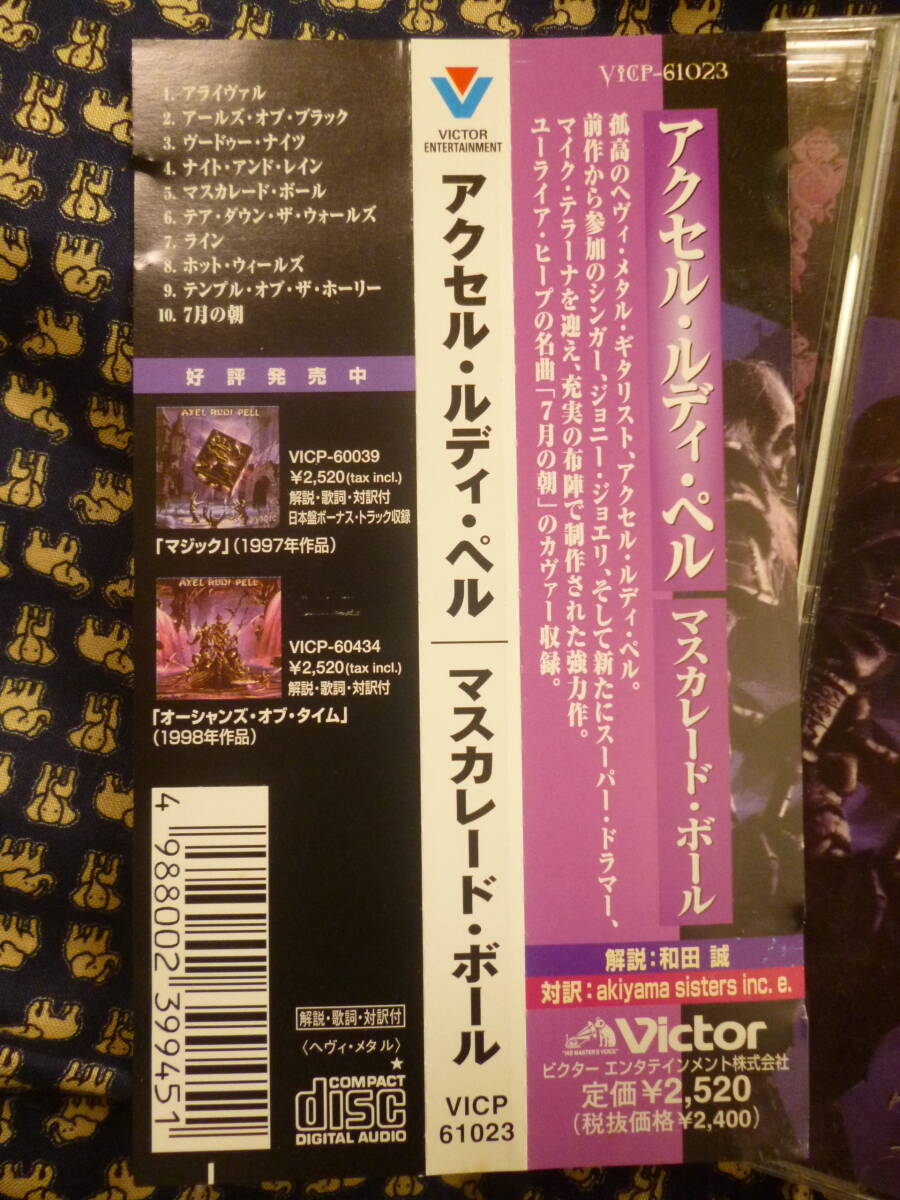 1. アライヴァル
2. アールズ・オブ・ブラック
3. ヴードゥー・ナイツ
4. ナイト・アンド・レイン
5. マスカレード・ボール
6. テア・ダウン・ザ・ウォールズ
7. ライン
8. ホット・ウィールズ
9. テンプル・オブ・ザ・ホーリー
10. 7月の朝
好評発売中
AXEL RUDI PELL
VICP-60039
¥2,520(tax incl.)
解説・歌詞・対訳付
日本盤ボーナス・トラック収録
「マジック」(1997年作品)
AXEL RUDI PELL
VICP-60434
¥2,520(tax incl.)
解説・歌詞・対訳付
「オーシャンズ・オブ・タイム」
(1998年作品)
4 988002 399451
解説・歌詞・対訳付
〈ヘヴィ・メタル〉
★
COMPACT
disc
DIGITAL AUDIO
VICTOR
ENTERTAINMENT
アクセル・ルディ・ペル
マスカレード・ボール
VICP
61023
VICP-61023
アクセル・ルディ・ペル
マスカレード・ボール
孤高のヘヴィ・メタル・ギタリスト、アクセル・ルディ・ペル。
前作から参加のシンガー、ジョニー・ジョエリ、そして新たにスーパー・ドラマー、
マイク・テラーナを迎え、充実の布陣で制作された強力作。
ユーライア・ヒープの名曲「7月の朝」のカヴァー収録。
解説：和田 誠
対訳：akiyama sisters inc. e.
"HIS MASTER'S VOICE"
Victor
ビクター エンタテインメント株式会社
定価¥2,520
(税抜価格¥2,400)